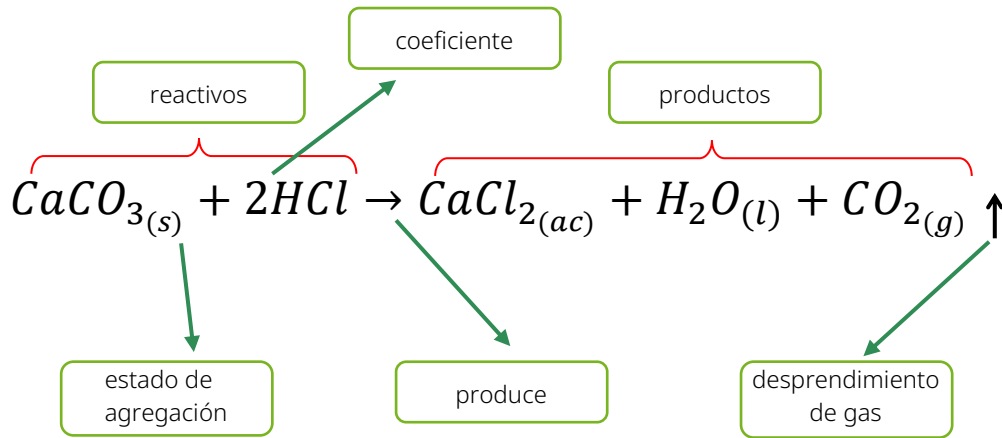 coeficiente
reactivos
productos
CaCO₃₍ₛ₎ + 2HCl → CaCl₂(ac) + H₂O(l) + CO₂(g) ↑
estado de
agregación
produce
desprendimiento
de gas